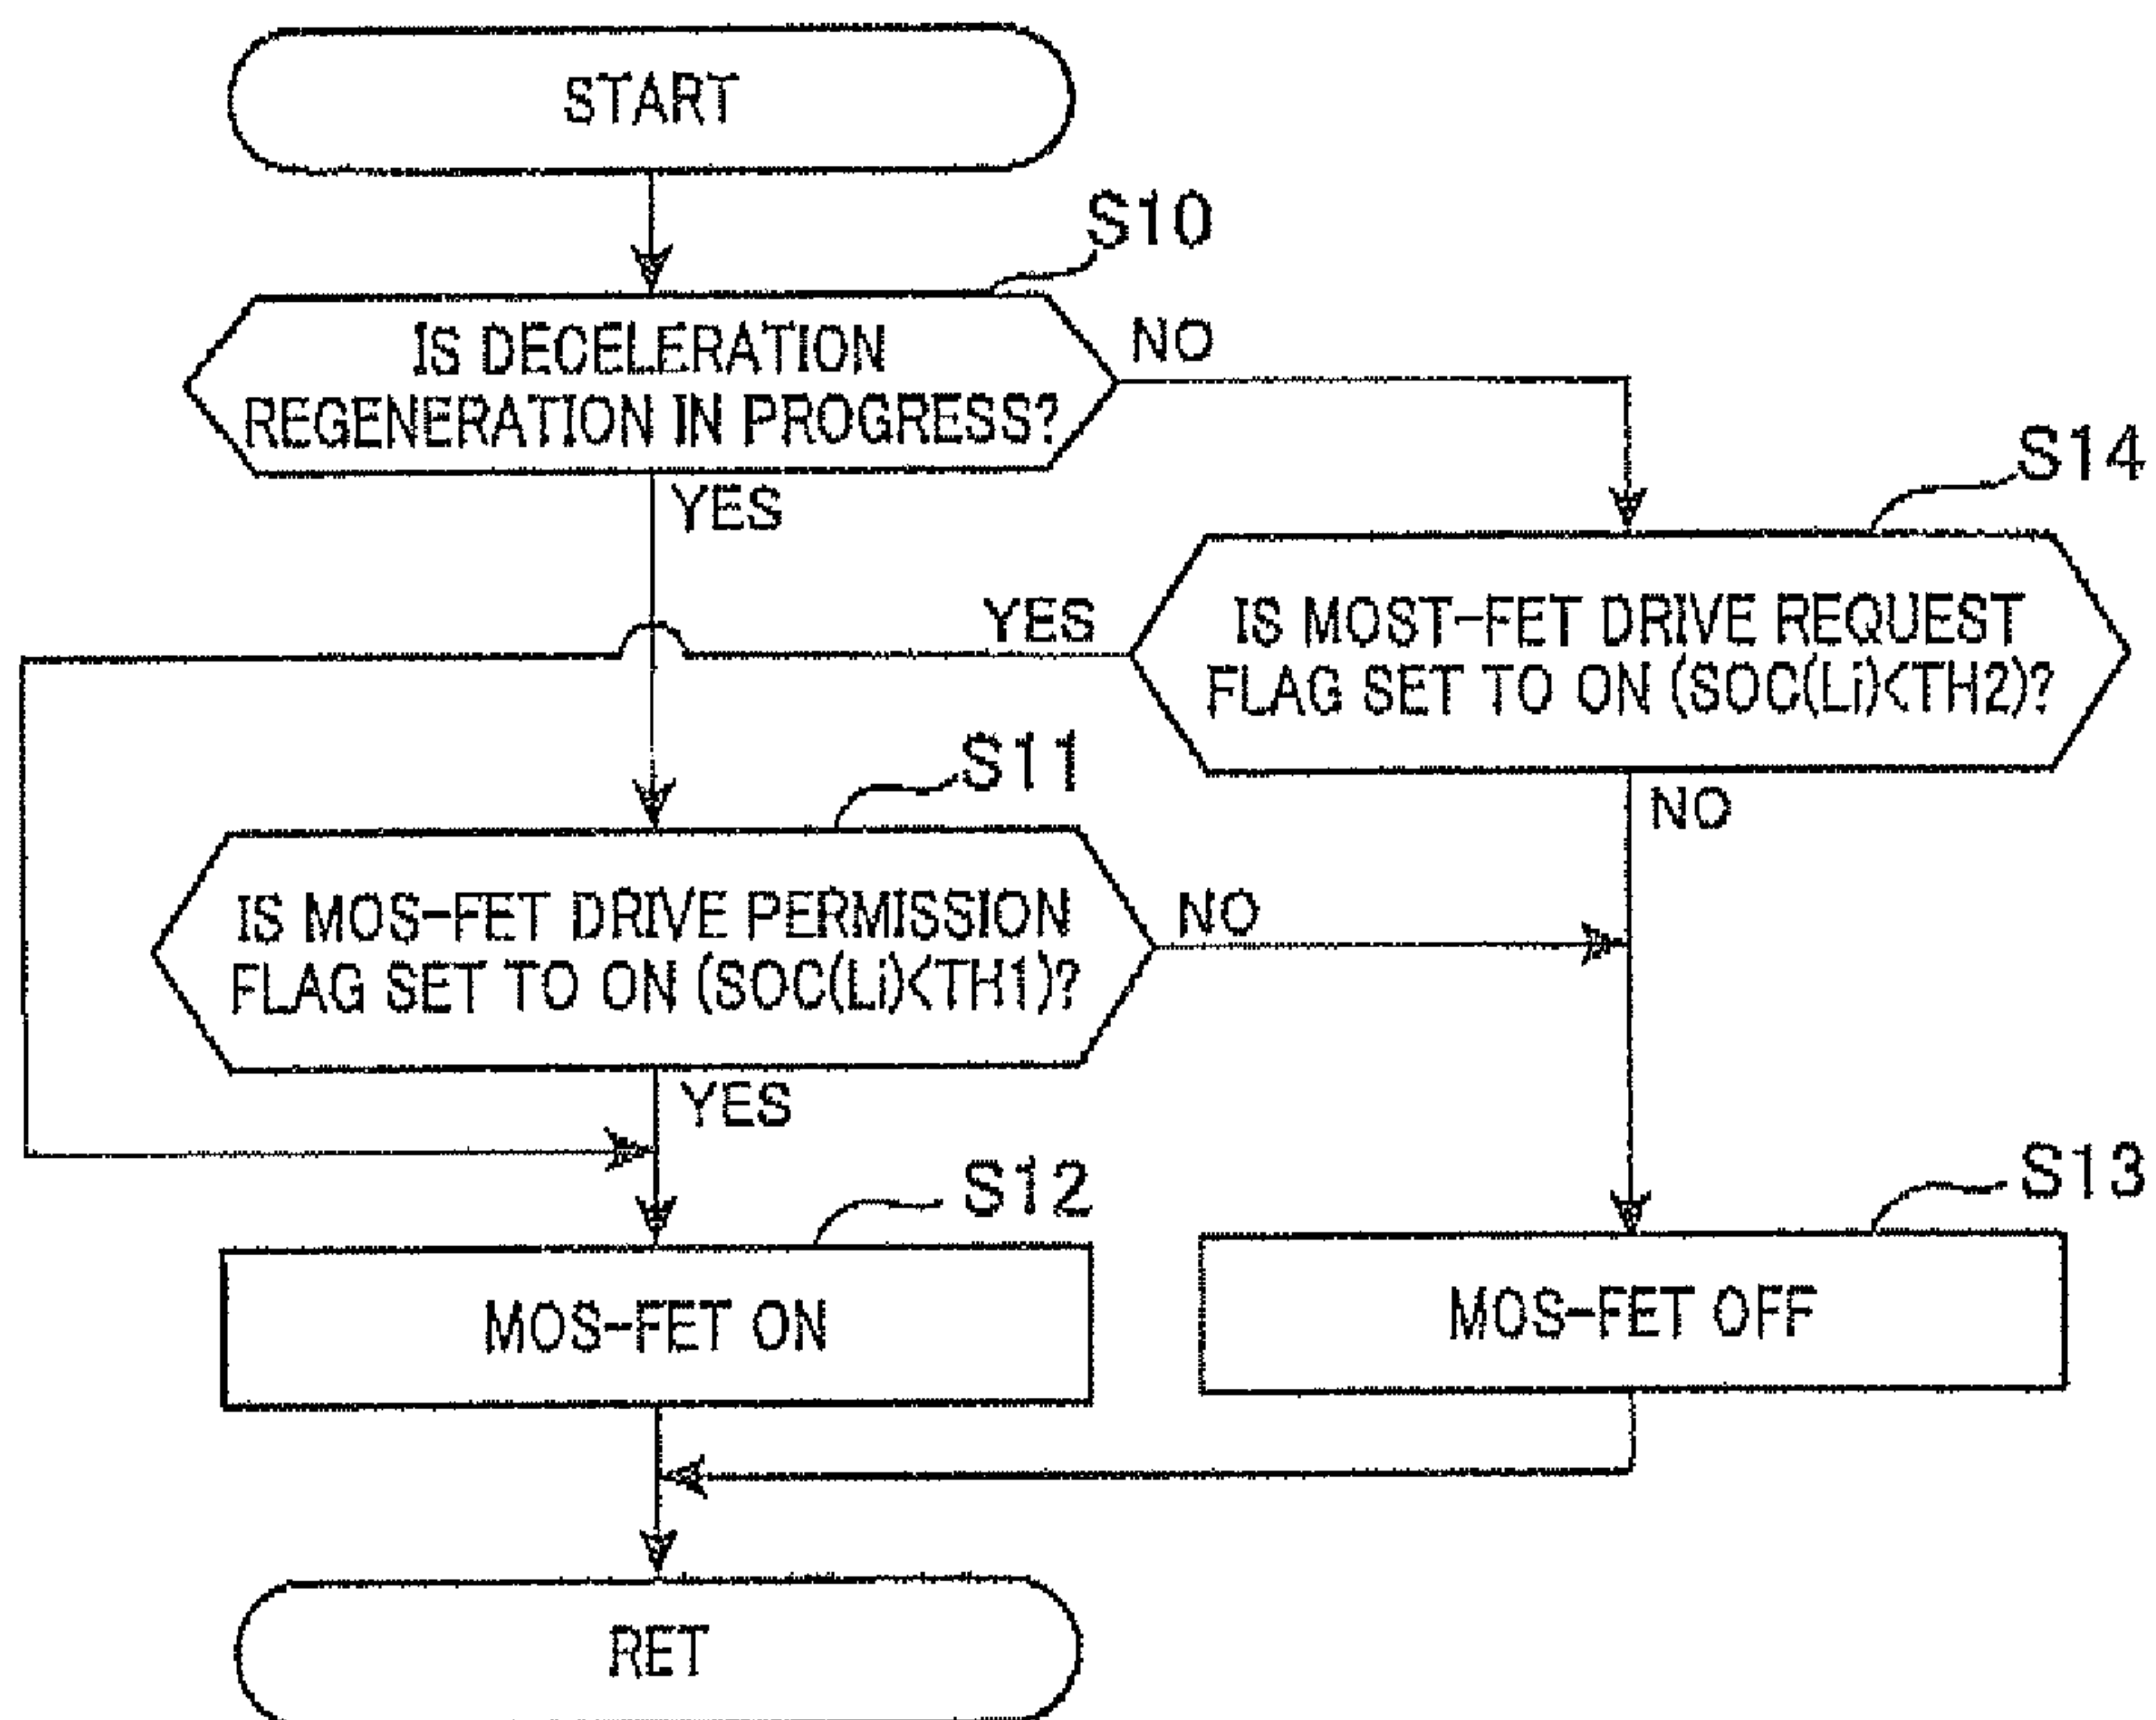 START
S10
IS DECELERATION
REGENERATION IN PROGRESS?
NO
YES
S14
IS MOST-FET DRIVE REQUEST
FLAG SET TO ON (SOC(Li)<TH2)?
YES
NO
S11
IS MOS-FET DRIVE PERMISSION
FLAG SET TO ON (SOC(Li)<TH1)?
NO
YES
S12
MOS-FET ON
S13
MOS-FET OFF
RET